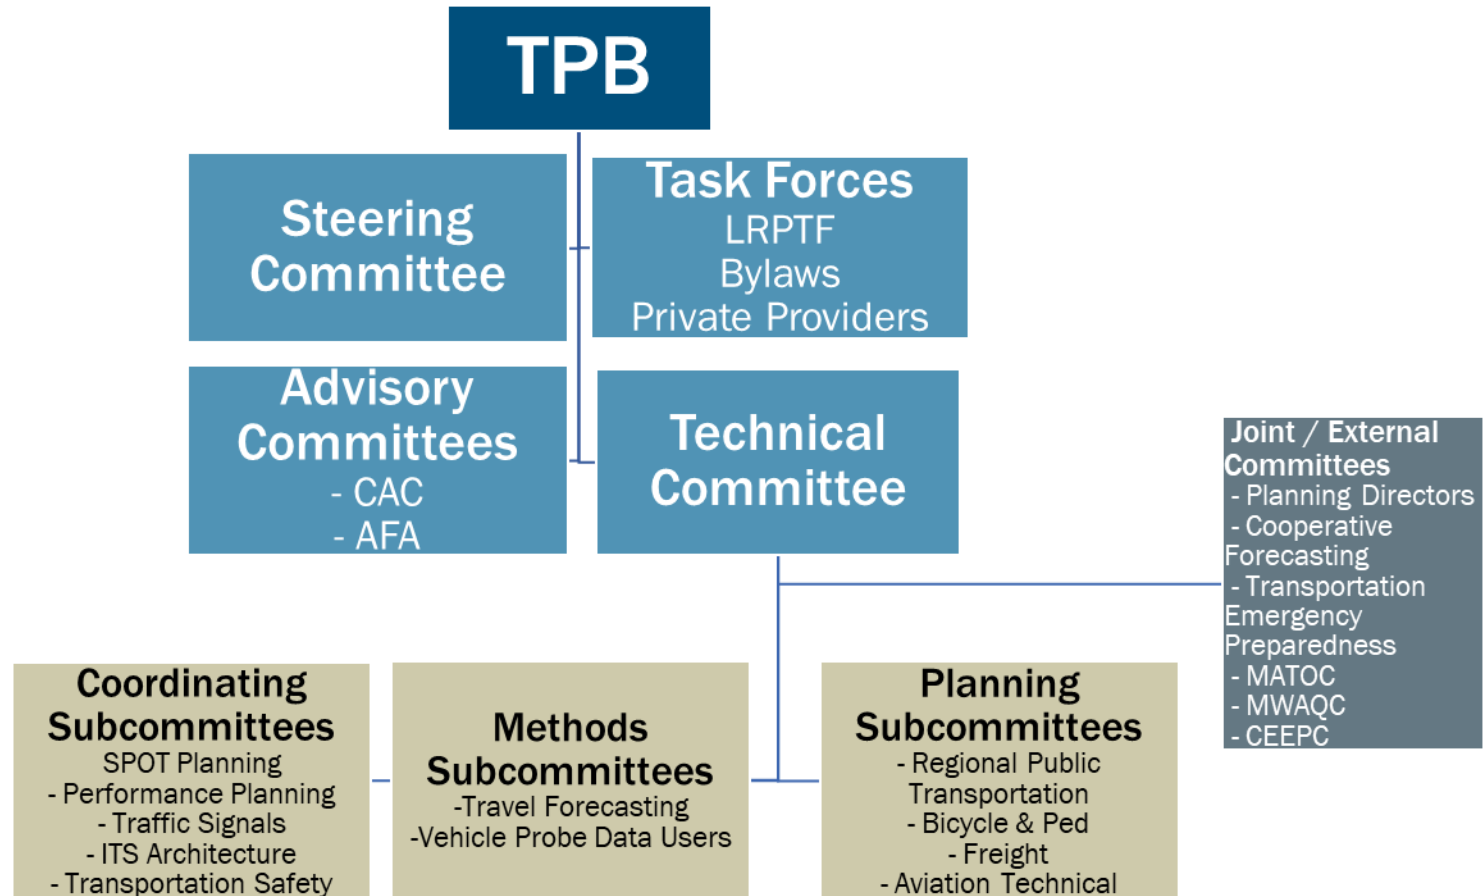 TPB
Steering
Committee
Task Forces
LRPTF
Bylaws
Private Providers
Advisory
Committees
- CAC
- AFA
Technical
Committee
Joint / External
Committees
- Planning Directors
- Cooperative
Forecasting
- Transportation
Emergency
Preparedness
- MATOC
- MWAQC
- CEEPC
Coordinating
Subcommittees
SPOT Planning
- Performance Planning
- Traffic Signals
- ITS Architecture
- Transportation Safety
Methods
Subcommittees
-Travel Forecasting
-Vehicle Probe Data Users
Planning
Subcommittees
- Regional Public
Transportation
- Bicycle & Ped
- Freight
- Aviation Technical